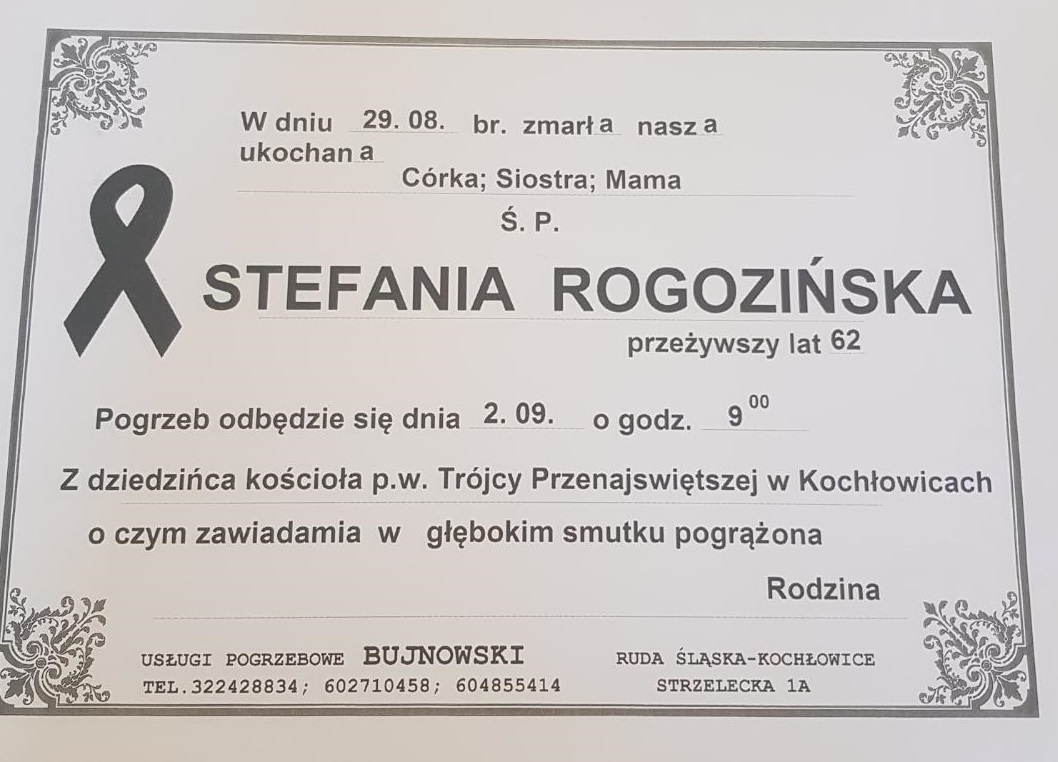 W dniu 29. 08. br. zmarła nasza
ukochana
Córka; Siostra; Mama
Ś. P.
STEFANIA ROGOZIŃSKA
przeżywszy lat 62
Pogrzeb odbędzie się dnia 2. 09. o godz. 9 00
Z dziedzińca kościoła p.w. Trójcy Przenajswiętszej w Kochłowicach
o czym zawiadamia w głębokim smutku pogrążona
Rodzina
USŁUGI POGRZEBOWE BUJNOWSKI RUDA ŚLĄSKA-KOCHŁOWICE
TEL.322428834; 602710458; 604855414 STRZELECKA 1A